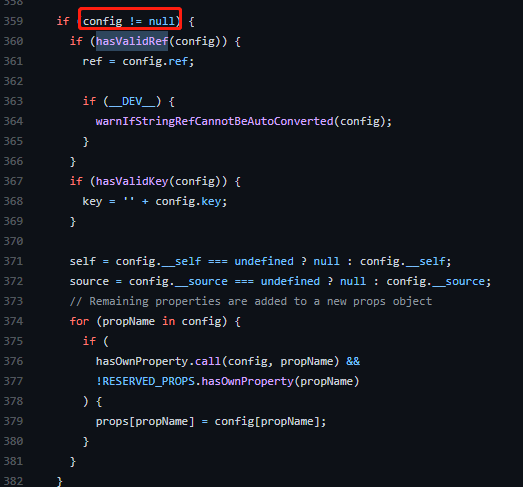 358
359 if (config != null) {
360 if (hasValidRef(config)) {
361 ref = config.ref;
362
363 if (__DEV__) {
364 warnIfStringRefCannotBeAutoConverted(config);
365 }
366 }
367 if (hasValidKey(config)) {
368 key = '' + config.key;
369 }
370
371 self = config.__self === undefined ? null : config.__self;
372 source = config.__source === undefined ? null : config.__source;
373 // Remaining properties are added to a new props object
374 for (propName in config) {
375 if (
376 hasOwnProperty.call(config, propName) &&
377 !RESERVED_PROPS.hasOwnProperty(propName)
378 ) {
379 props[propName] = config[propName];
380 }
381 }
382 }